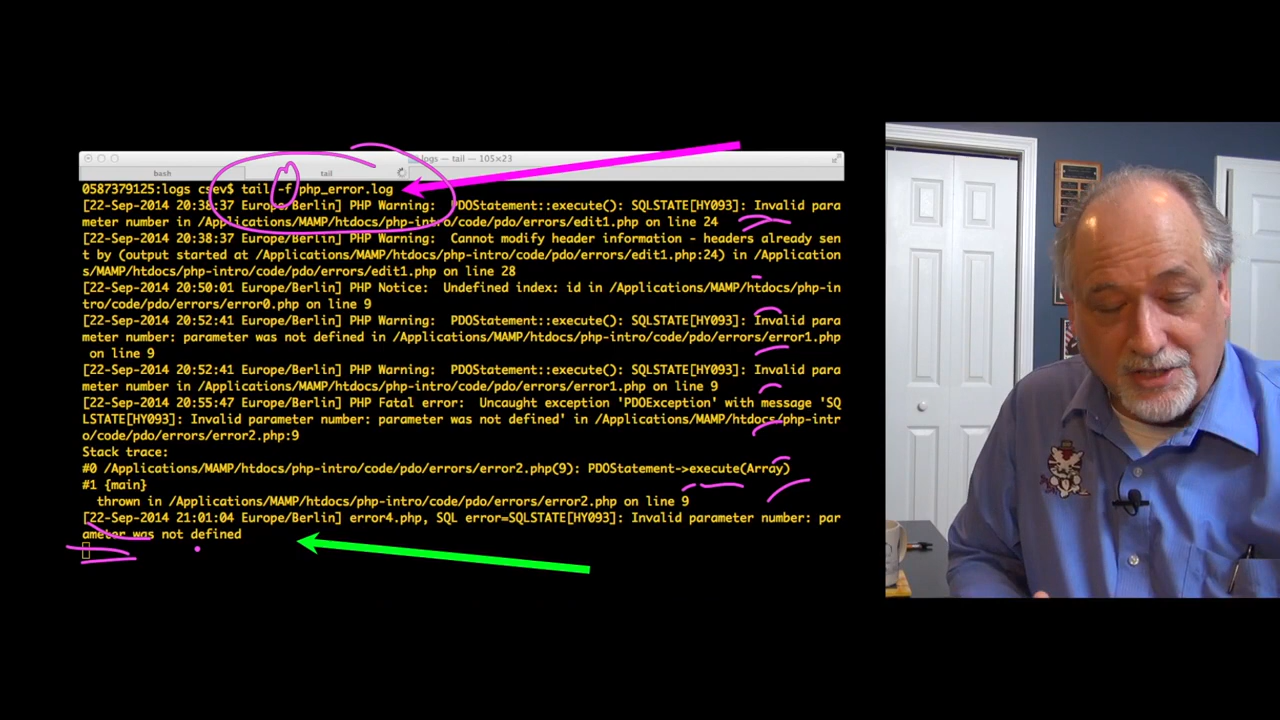 logs — tail — 105×23
bash tail
0587379125:logs csev$ tail -f php_error.log
[22-Sep-2014 20:38:37 Europe/Berlin] PHP Warning:  PDOStatement::execute(): SQLSTATE[HY093]: Invalid para
meter number in /Applications/MAMP/htdocs/php-intro/code/pdo/errors/edit1.php on line 24
[22-Sep-2014 20:38:37 Europe/Berlin] PHP Warning:  Cannot modify header information - headers already sen
t by (output started at /Applications/MAMP/htdocs/php-intro/code/pdo/errors/edit1.php:24) in /Application
s/MAMP/htdocs/php-intro/code/pdo/errors/edit1.php on line 28
[22-Sep-2014 20:50:01 Europe/Berlin] PHP Notice:  Undefined index: id in /Applications/MAMP/htdocs/php-in
tro/code/pdo/errors/error0.php on line 9
[22-Sep-2014 20:52:41 Europe/Berlin] PHP Warning:  PDOStatement::execute(): SQLSTATE[HY093]: Invalid para
meter number: parameter was not defined in /Applications/MAMP/htdocs/php-intro/code/pdo/errors/error1.php
 on line 9
[22-Sep-2014 20:52:41 Europe/Berlin] PHP Warning:  PDOStatement::execute(): SQLSTATE[HY093]: Invalid para
meter number in /Applications/MAMP/htdocs/php-intro/code/pdo/errors/error1.php on line 9
[22-Sep-2014 20:55:47 Europe/Berlin] PHP Fatal error:  Uncaught exception 'PDOException' with message 'SQ
LSTATE[HY093]: Invalid parameter number: parameter was not defined' in /Applications/MAMP/htdocs/php-intr
o/code/pdo/errors/error2.php:9
Stack trace:
#0 /Applications/MAMP/htdocs/php-intro/code/pdo/errors/error2.php(9): PDOStatement->execute(Array)
#1 {main}
  thrown in /Applications/MAMP/htdocs/php-intro/code/pdo/errors/error2.php on line 9
[22-Sep-2014 21:01:04 Europe/Berlin] error4.php, SQL error=SQLSTATE[HY093]: Invalid parameter number: par
ameter was not defined